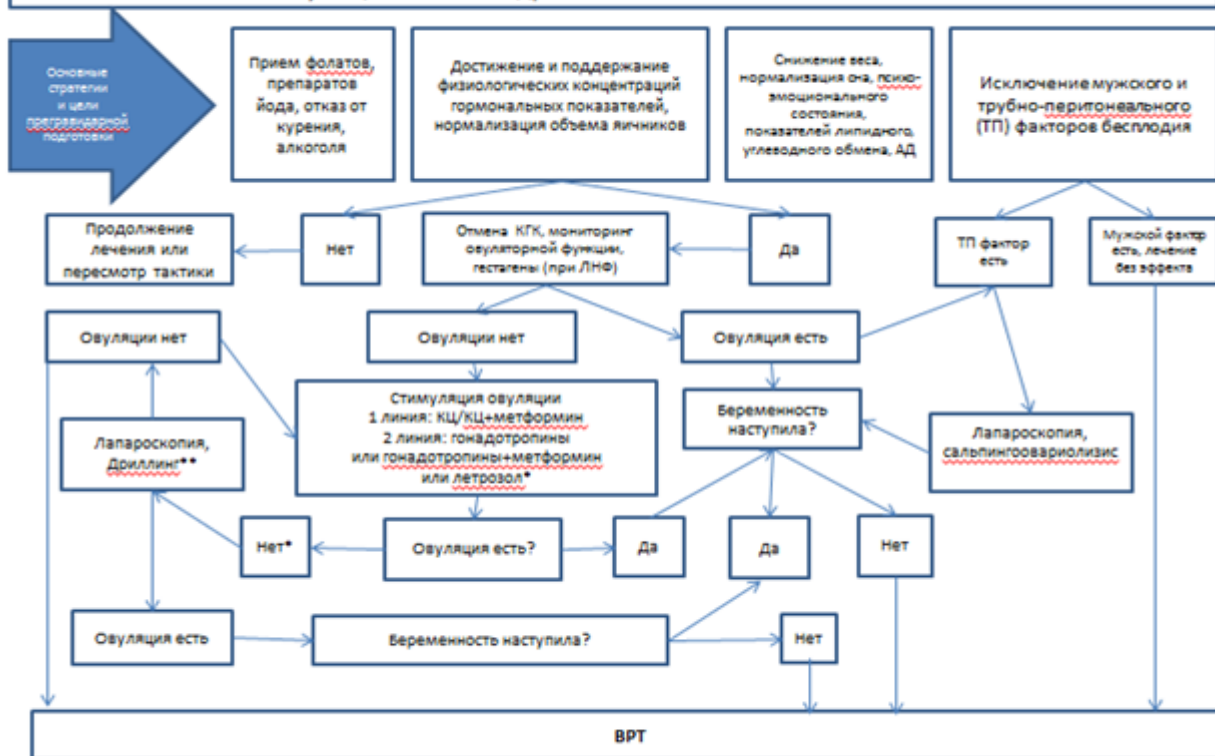 Основные
стратегии
и цели
прегравидарной
подготовки
Прием фолатов,
препаратов
йода, отказ от
курения,
алкоголя
Достижение и поддержание
физиологических концентраций
гормональных показателей,
нормализация объема яичников
Снижение веса,
нормализация сна, психо-
эмоционального
состояния,
показателей липидного,
углеводного обмена, АД
Исключение мужского и
трубно-перитонеального
(ТП) факторов бесплодия
Продолжение
лечения или
пересмотр тактики
Нет
Отмена КГК, мониторинг
овуляторной функции,
гестагены (при ЛНФ)
Да
ТП фактор
есть
Мужской фактор
есть, лечение
без эффекта
Овуляции нет
Овуляции нет
Овуляция есть
Стимуляция овуляции
1 линия: КЦ/КЦ+метформин
2 линия: гонадотропины
или гонадотропины+метформин
или летрозол*
Беременность
наступила?
Лапароскопия,
Дриллинг**
Лапароскопия,
сальпингоовариолизис
Нет*
Овуляция есть?
Да
Да
Нет
Овуляция есть
Беременность наступила?
Нет
ВРТ